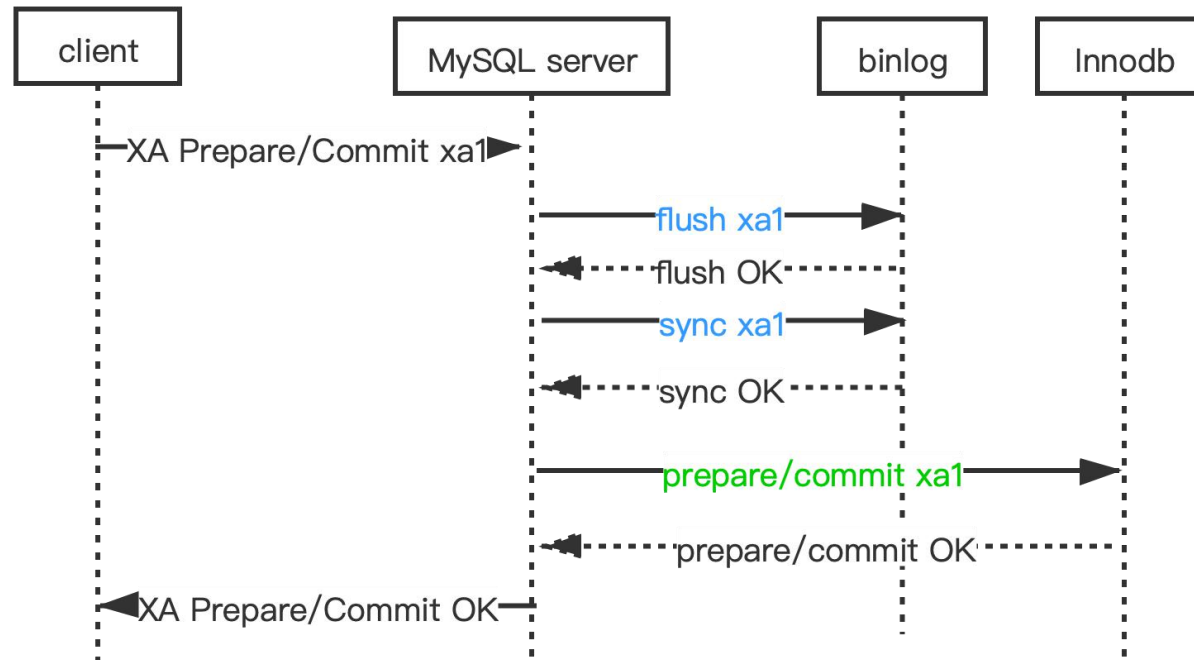 client
MySQL server
binlog
Innodb
XA Prepare/Commit xa1
flush xa1
flush OK
sync xa1
sync OK
prepare/commit xa1
prepare/commit OK
XA Prepare/Commit OK